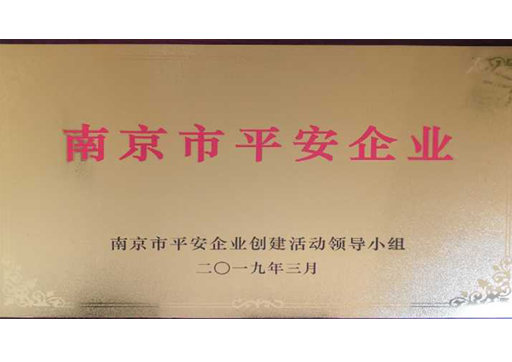 南京市平安企业
南京市平安企业创建活动领导小组
二〇一九年三月